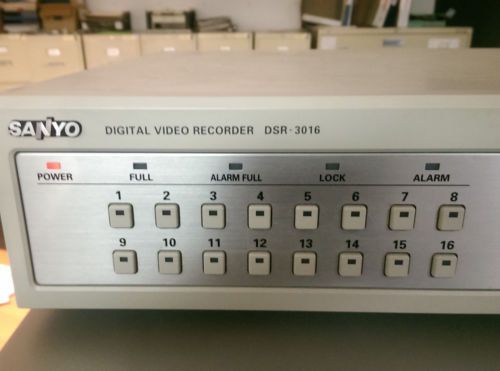 SANYO DIGITAL VIDEO RECORDER DSR-3016
POWER FULL ALARM FULL LOCK ALARM
1 2 3 4 5 6 7 8
9 10 11 12 13 14 15 16